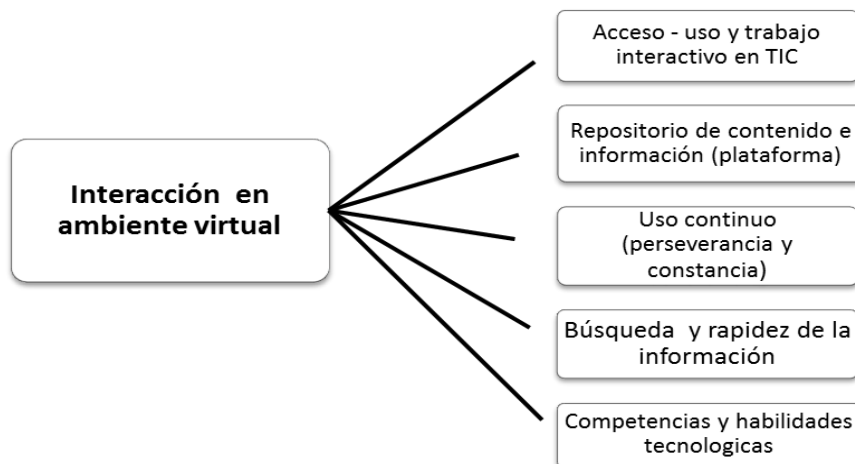 Acceso - uso y trabajo
interactivo en TIC
Repositorio de contenido e
información (plataforma)
Interacción en
ambiente virtual
Uso continuo
(perseverancia y
constancia)
Búsqueda y rapidez de la
información
Competencias y habilidades
tecnologicas